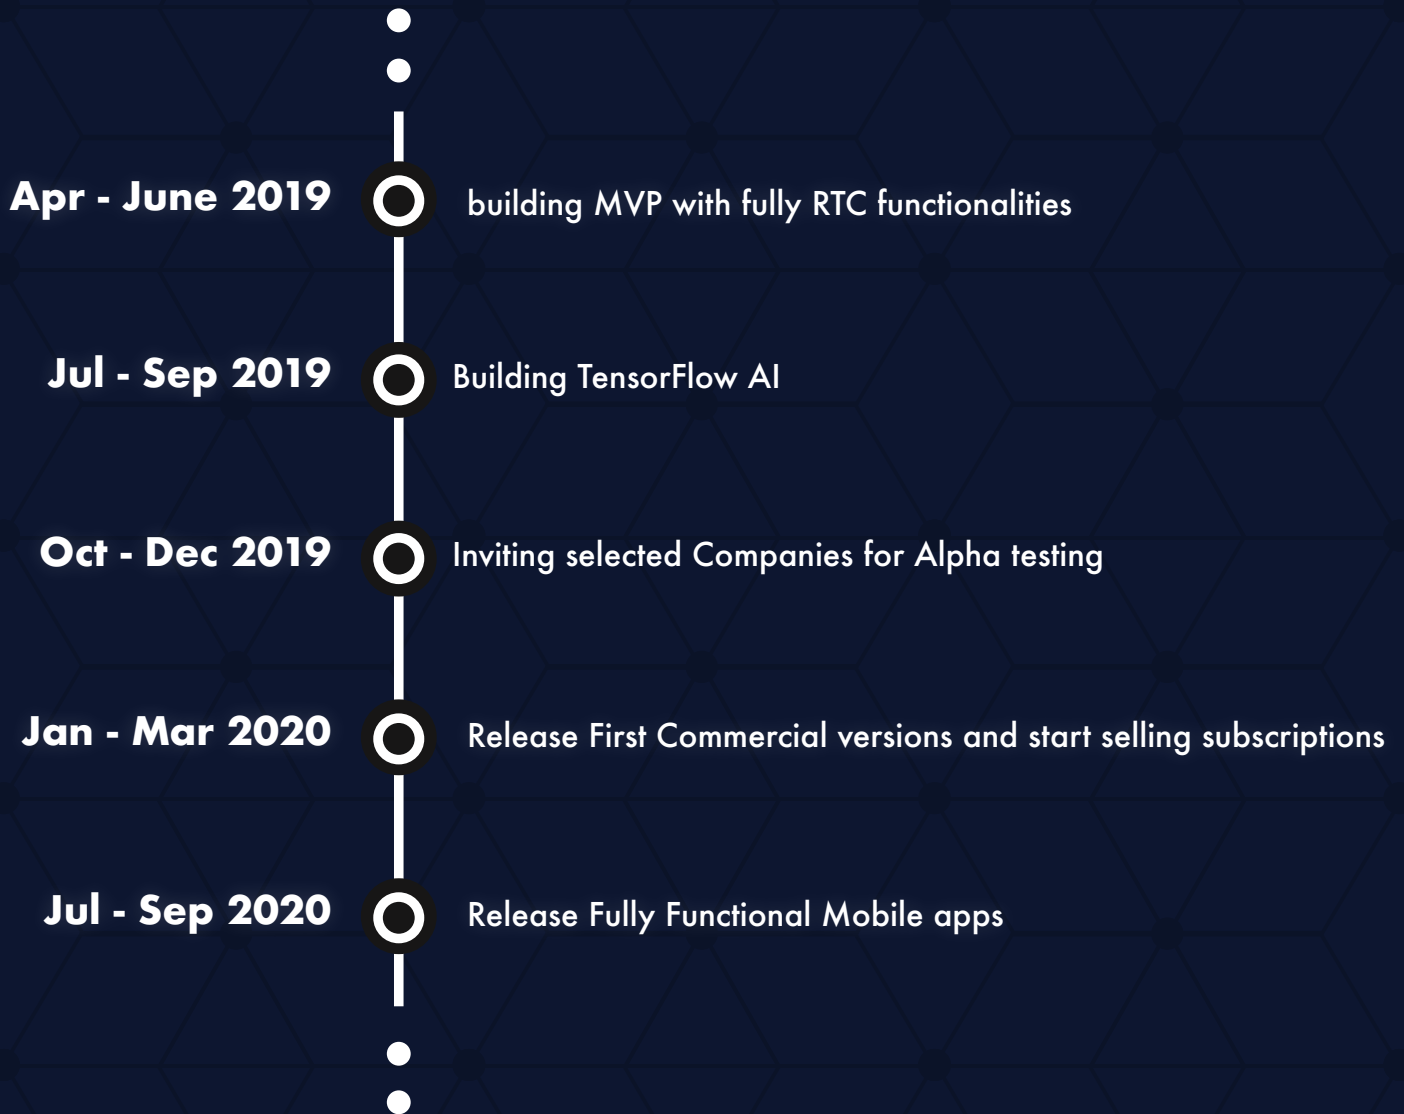 Apr - June 2019
building MVP with fully RTC functionalities
Jul - Sep 2019
Building TensorFlow AI
Oct - Dec 2019
Inviting selected Companies for Alpha testing
Jan - Mar 2020
Release First Commercial versions and start selling subscriptions
Jul - Sep 2020
Release Fully Functional Mobile apps